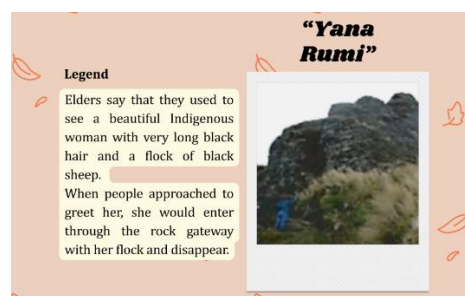 “Yana
Rumi”
Legend
Elders say that they used to
see a beautiful Indigenous
woman with very long black
hair and a flock of black
sheep.
When people approached to
greet her, she would enter
through the rock gateway
with her flock and disappear.